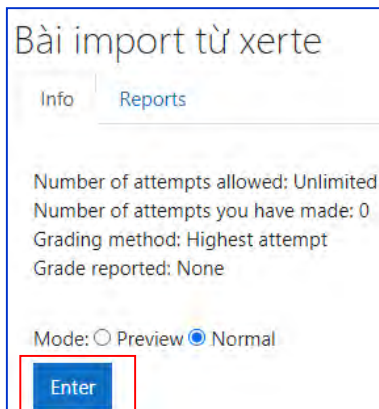 Bài import từ xerte
Info Reports
Number of attempts allowed: Unlimited
Number of attempts you have made: 0
Grading method: Highest attempt
Grade reported: None
Mode: Preview Normal
Enter